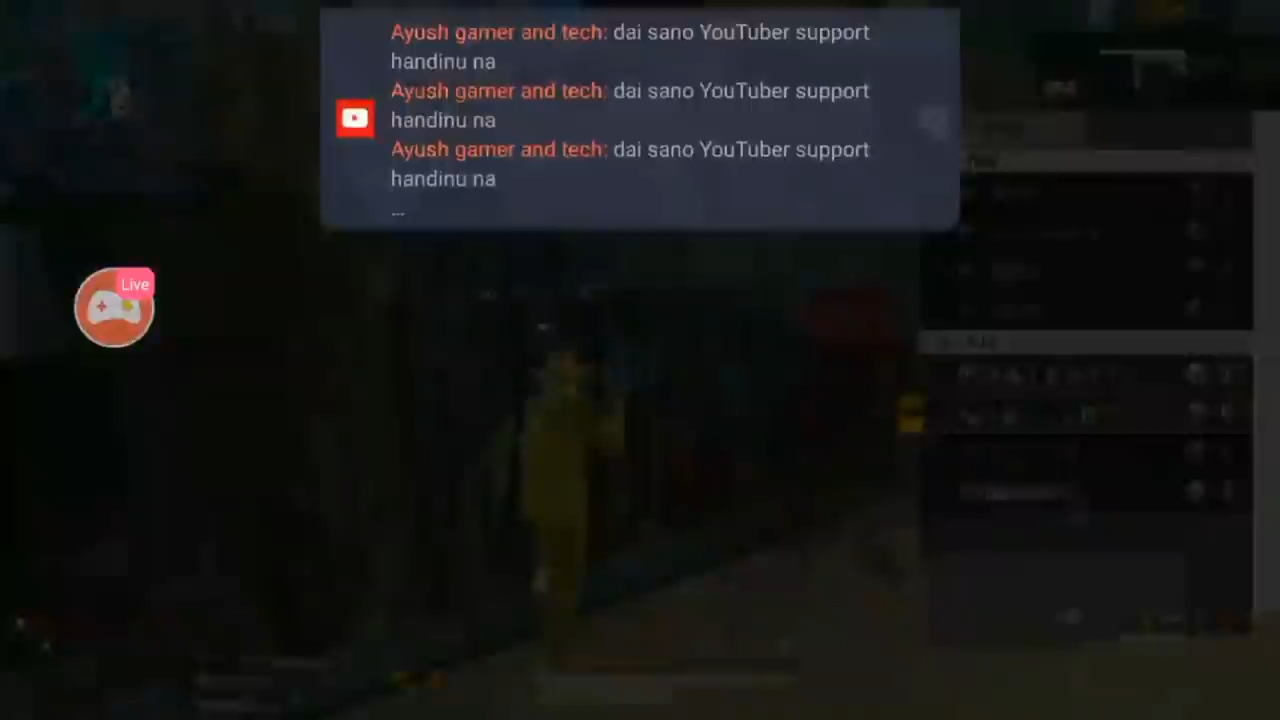 Ayush gamer and tech: dai sano YouTuber support
handinu na
Ayush gamer and tech: dai sano YouTuber support
handinu na
Ayush gamer and tech: dai sano YouTuber support
handinu na
...
Live